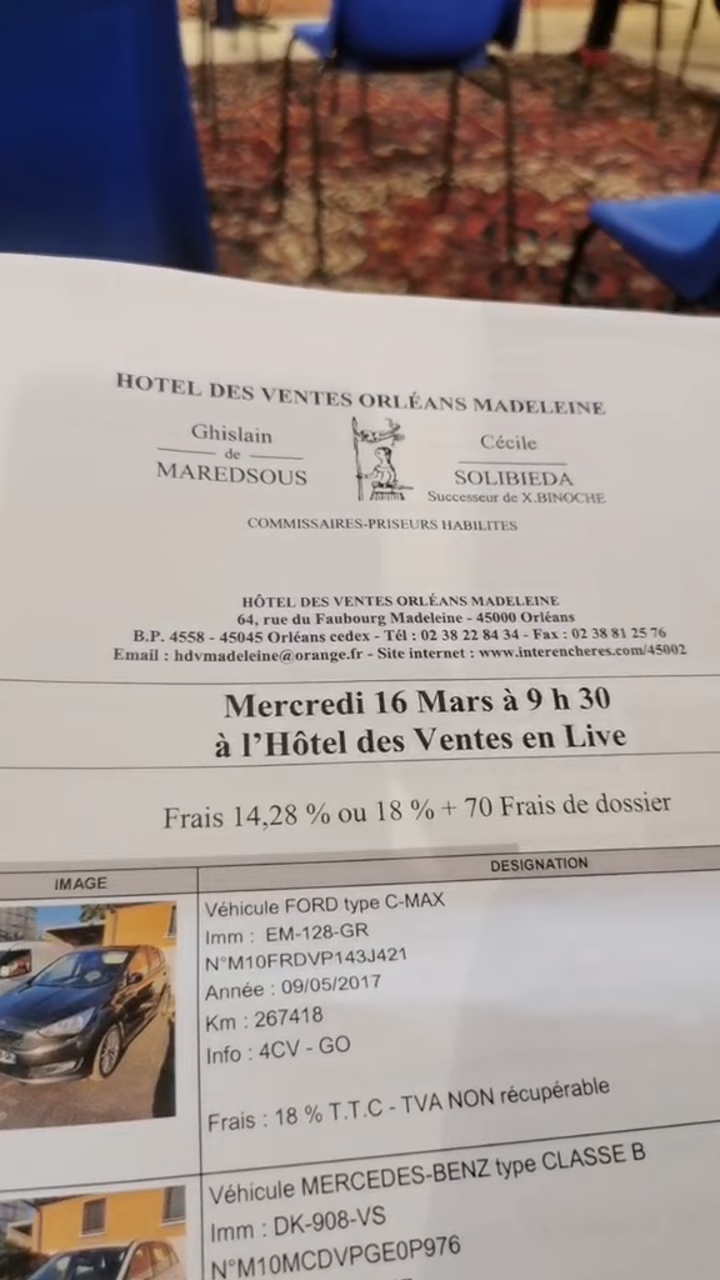 HOTEL DES VENTES ORLÉANS MADELEINE
Ghislain
de
MAREDSOUS
Cécile
SOLIBIEDA
Successeur de X.BINOCHE
COMMISSAIRES-PRISEURS HABILITES
HÔTEL DES VENTES ORLÉANS MADELEINE
64, rue du Faubourg Madeleine - 45000 Orléans
B.P. 4558 - 45045 Orléans cedex - Tél : 02 38 22 84 34 - Fax : 02 38 81 25 76
Email : hdvmadeleine@orange.fr - Site internet : www.interencheres.com/45002
Mercredi 16 Mars à 9 h 30
à l'Hôtel des Ventes en Live
Frais 14,28 % ou 18 % + 70 Frais de dossier
IMAGE
DESIGNATION
Véhicule FORD type C-MAX
Imm : EM-128-GR
N°M10FRDVP143J421
Année : 09/05/2017
Km : 267418
Info : 4CV - GO
Frais : 18 % T.T.C - TVA NON récupérable
Véhicule MERCEDES-BENZ type CLASSE B
Imm : DK-908-VS
N°M10MCDVPGE0P976